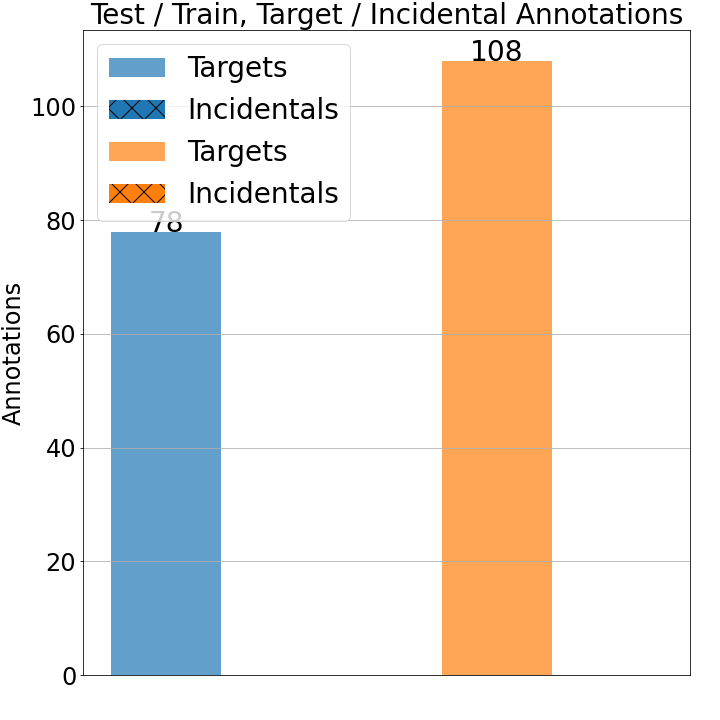 Test / Train, Target / Incidental Annotations
108
Targets
Incidentals
Targets
Incidentals
78
100
80
60
40
20
0
Annotations